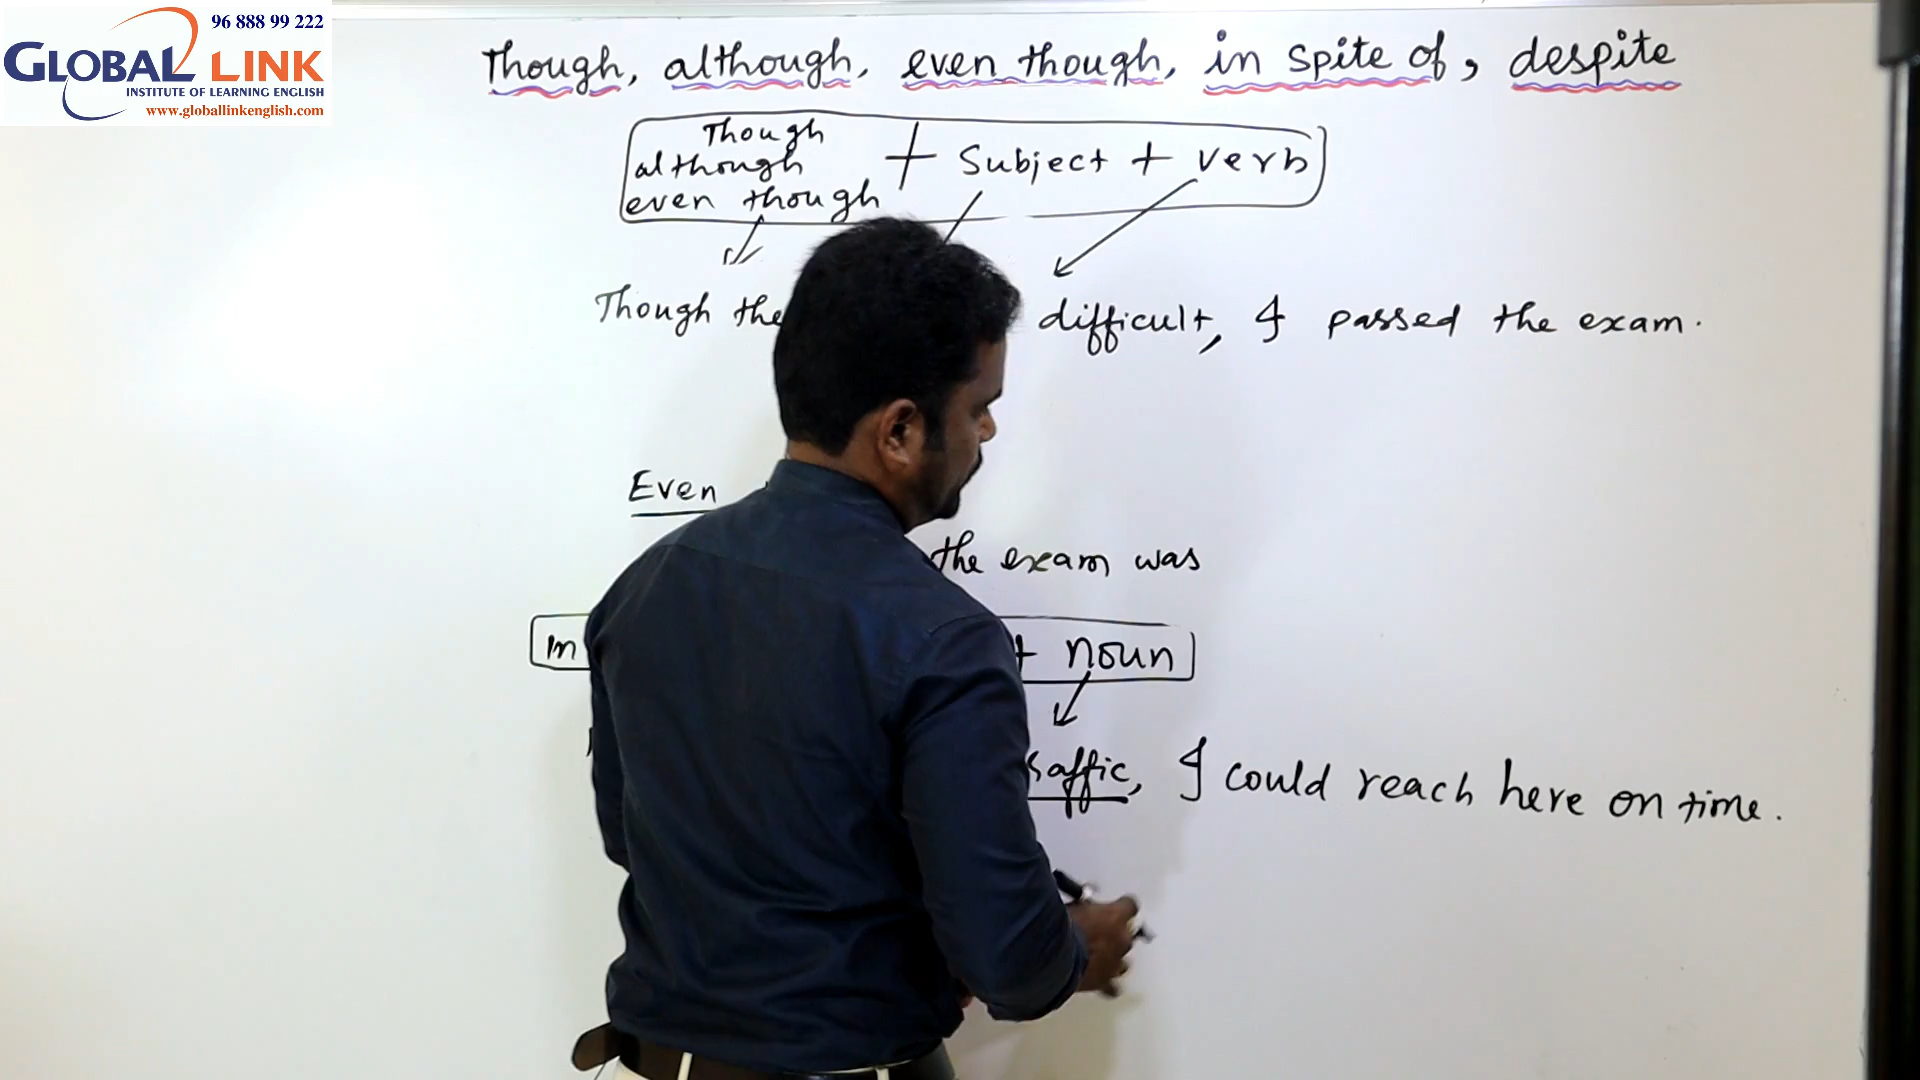 96 888 99 222
GLOBAL LINK
INSTITUTE OF LEARNING ENGLISH
www.globallinkenglish.com
Though, although, even though, in spite of, despite
Though
although + Subject + verb
even though
Though the difficult, I passed the exam.
Even
the exam was
in + noun
I could reach here on time.